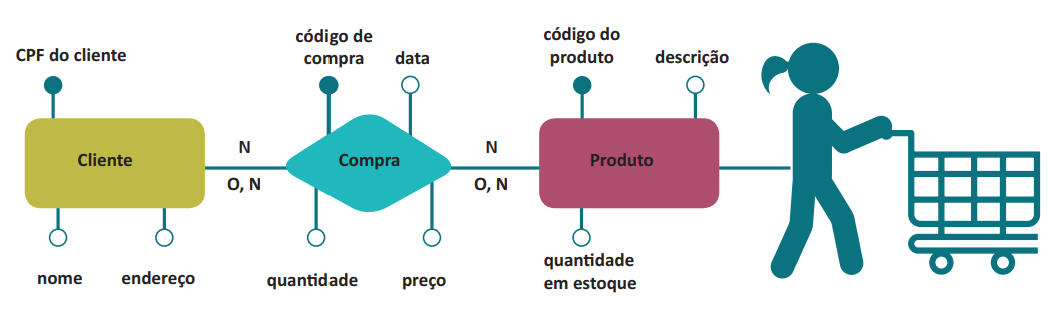 CPF do cliente
código de
compra
data
código do
produto
descrição
Cliente
N
O, N
Compra
N
O, N
Produto
nome
endereço
quantidade
preço
quantidade
em estoque